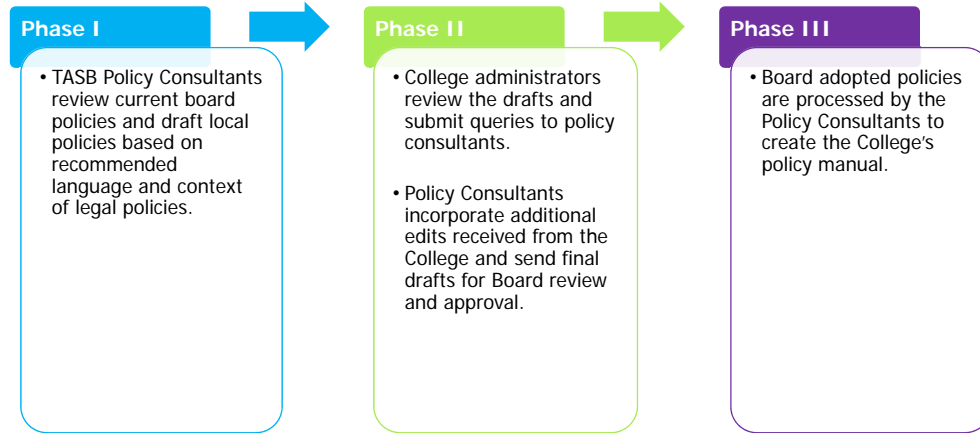 Phase I
• TASB Policy Consultants
review current board
policies and draft local
policies based on
recommended
language and context
of legal policies.
Phase II
• College administrators
review the drafts and
submit queries to policy
consultants.
• Policy Consultants
incorporate additional
edits received from the
College and send final
drafts for Board review
and approval.
Phase III
• Board adopted policies
are processed by the
Policy Consultants to
create the College's
policy manual.